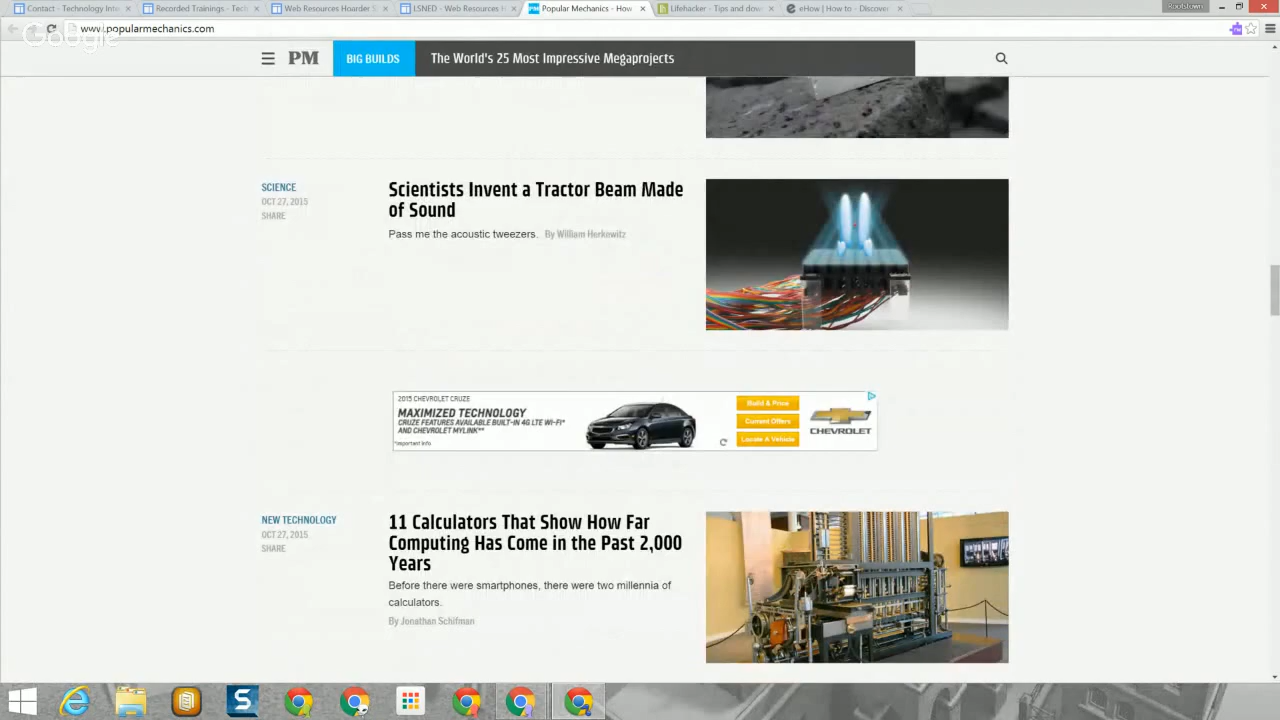 Contact - Technology Inte
Recorded Trainings - Tech
Web Resources Hoarder S
LSNED - Web Resources H
Popular Mechanics - How
Lifehacker - Tips and dow
eHow | How to - Discover
Rootstown
Google
www.popularmechanics.com
PM
BIG BUILDS
The World's 25 Most Impressive Megaprojects
SCIENCE
OCT 27, 2015
SHARE
Scientists Invent a Tractor Beam Made
of Sound
Pass me the acoustic tweezers. By William Herkewitz
2015 CHEVROLET CRUZE
MAXIMIZED TECHNOLOGY
CRUZE FEATURES AVAILABLE BUILT-IN 4G LTE WI-FI*
AND CHEVROLET MYLINK**
*Important info
Build & Price
Current Offers
Locate A Vehicle
CHEVROLET
NEW TECHNOLOGY
OCT 27, 2015
SHARE
11 Calculators That Show How Far
Computing Has Come in the Past 2,000
Years
Before there were smartphones, there were two millennia of
calculators.
By Jonathan Schifman